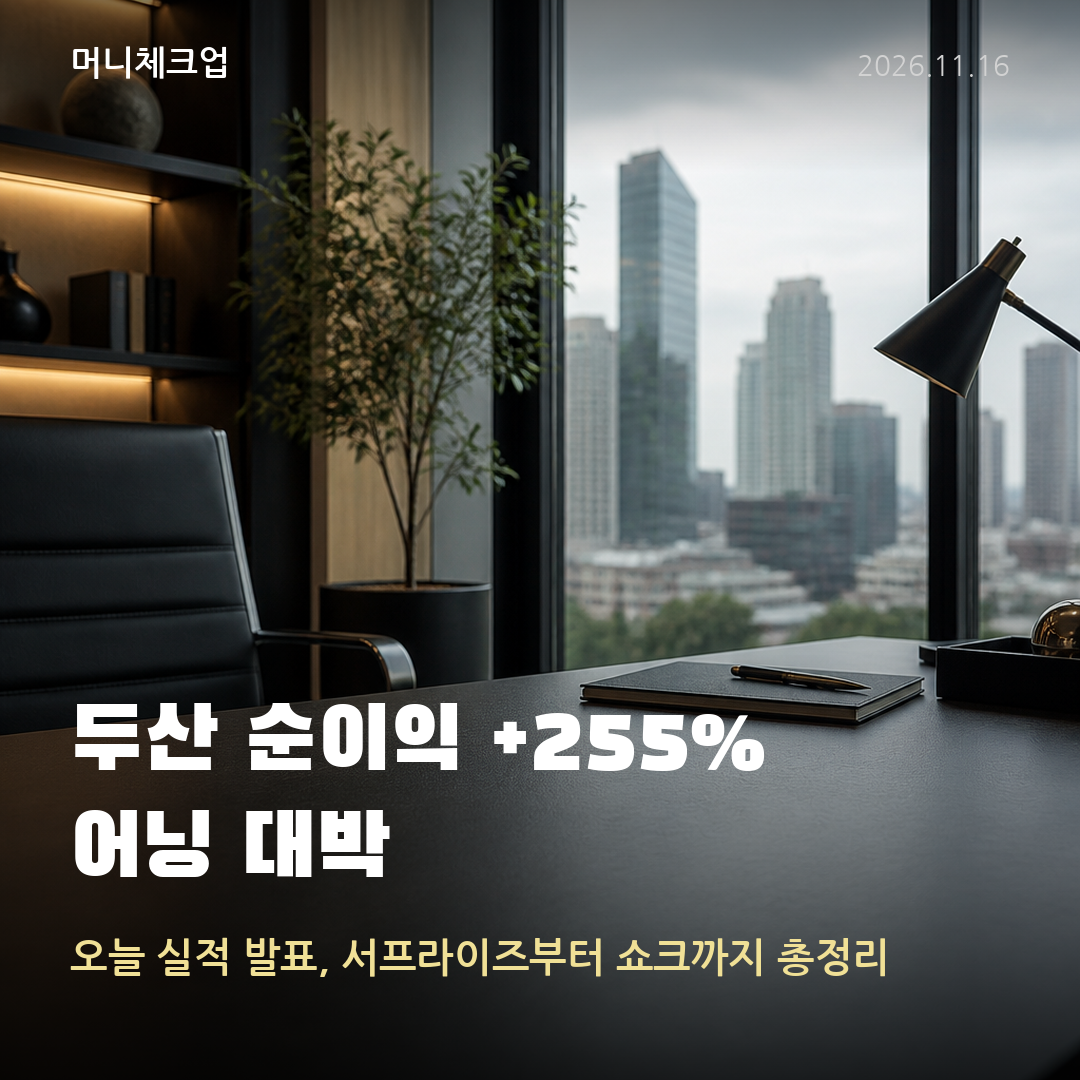 머니체크업
2026.11.16
두산 순이익 +255%
어닝 대박
오늘 실적 발표, 서프라이즈부터 쇼크까지 총정리